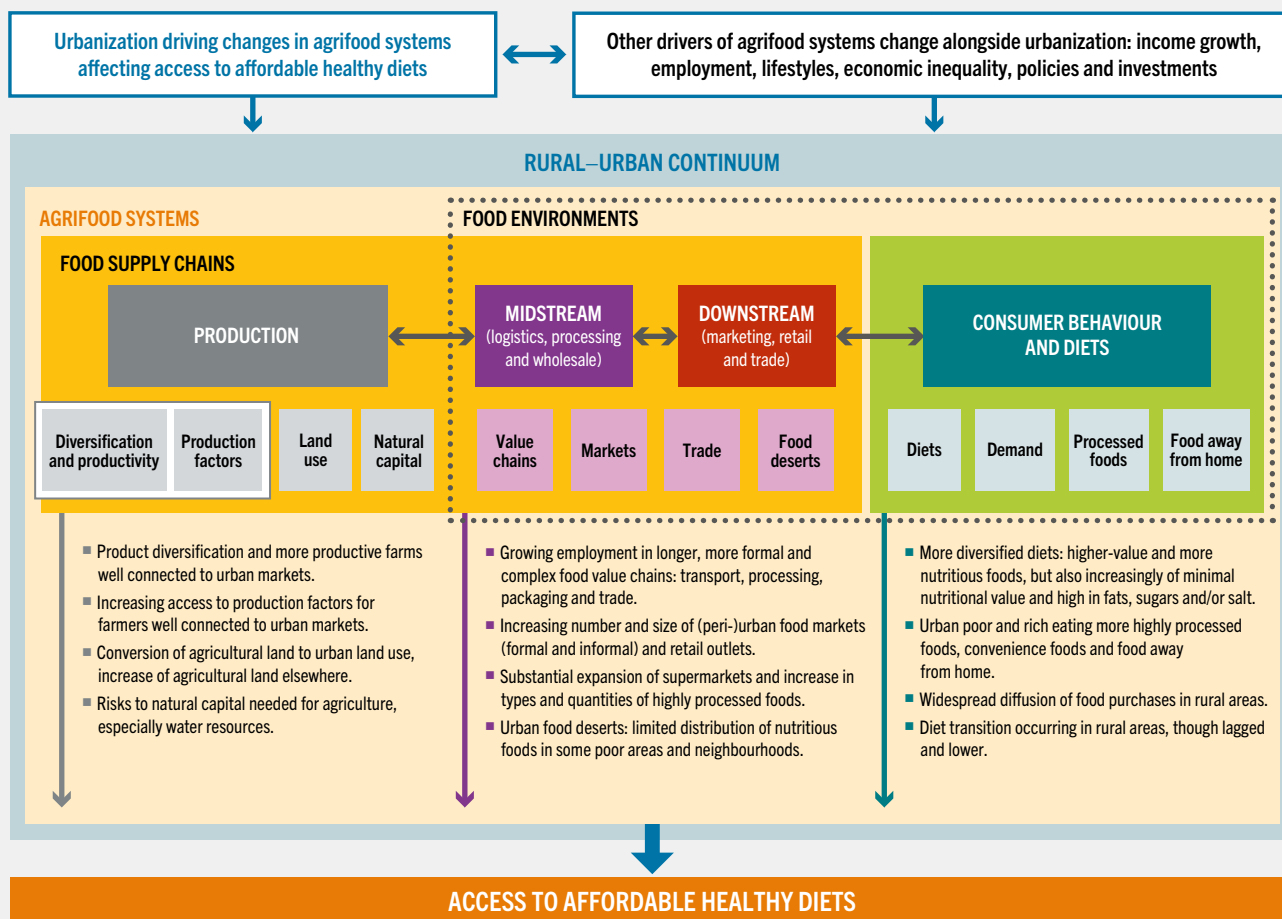 Urbanization driving changes in agrifood systems
affecting access to affordable healthy diets
Other drivers of agrifood systems change alongside urbanization: income growth,
employment, lifestyles, economic inequality, policies and investments
RURAL–URBAN CONTINUUM
AGRIFOOD SYSTEMS
FOOD ENVIRONMENTS
FOOD SUPPLY CHAINS
PRODUCTION
MIDSTREAM
(logistics, processing
and wholesale)
DOWNSTREAM
(marketing, retail
and trade)
CONSUMER BEHAVIOUR
AND DIETS
Diversification
and productivity
Production
factors
Land
use
Natural
capital
Value
chains
Markets
Trade
Food
deserts
Diets
Demand
Processed
foods
Food away
from home
■ Product diversification and more productive farms
well connected to urban markets.
■ Increasing access to production factors for
farmers well connected to urban markets.
■ Conversion of agricultural land to urban land use,
increase of agricultural land elsewhere.
■ Risks to natural capital needed for agriculture,
especially water resources.
■ Growing employment in longer, more formal and
complex food value chains: transport, processing,
packaging and trade.
■ Increasing number and size of (peri-)urban food markets
(formal and informal) and retail outlets.
■ Substantial expansion of supermarkets and increase in
types and quantities of highly processed foods.
■ Urban food deserts: limited distribution of nutritious
foods in some poor areas and neighbourhoods.
■ More diversified diets: higher-value and more
nutritious foods, but also increasingly of minimal
nutritional value and high in fats, sugars and/or salt.
■ Urban poor and rich eating more highly processed
foods, convenience foods and food away
from home.
■ Widespread diffusion of food purchases in rural areas.
■ Diet transition occurring in rural areas, though lagged
and lower.
ACCESS TO AFFORDABLE HEALTHY DIETS